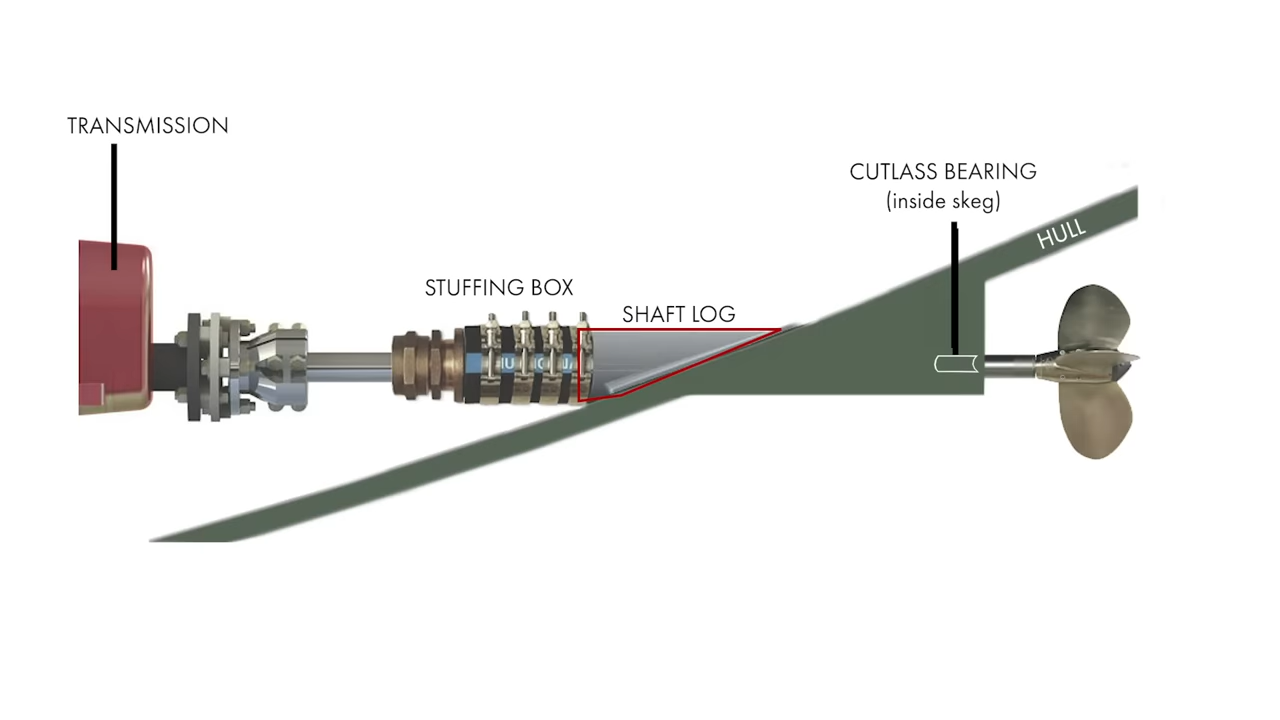 TRANSMISSION
CUTLASS BEARING
(inside skeg)
HULL
STUFFING BOX
SHAFT LOG